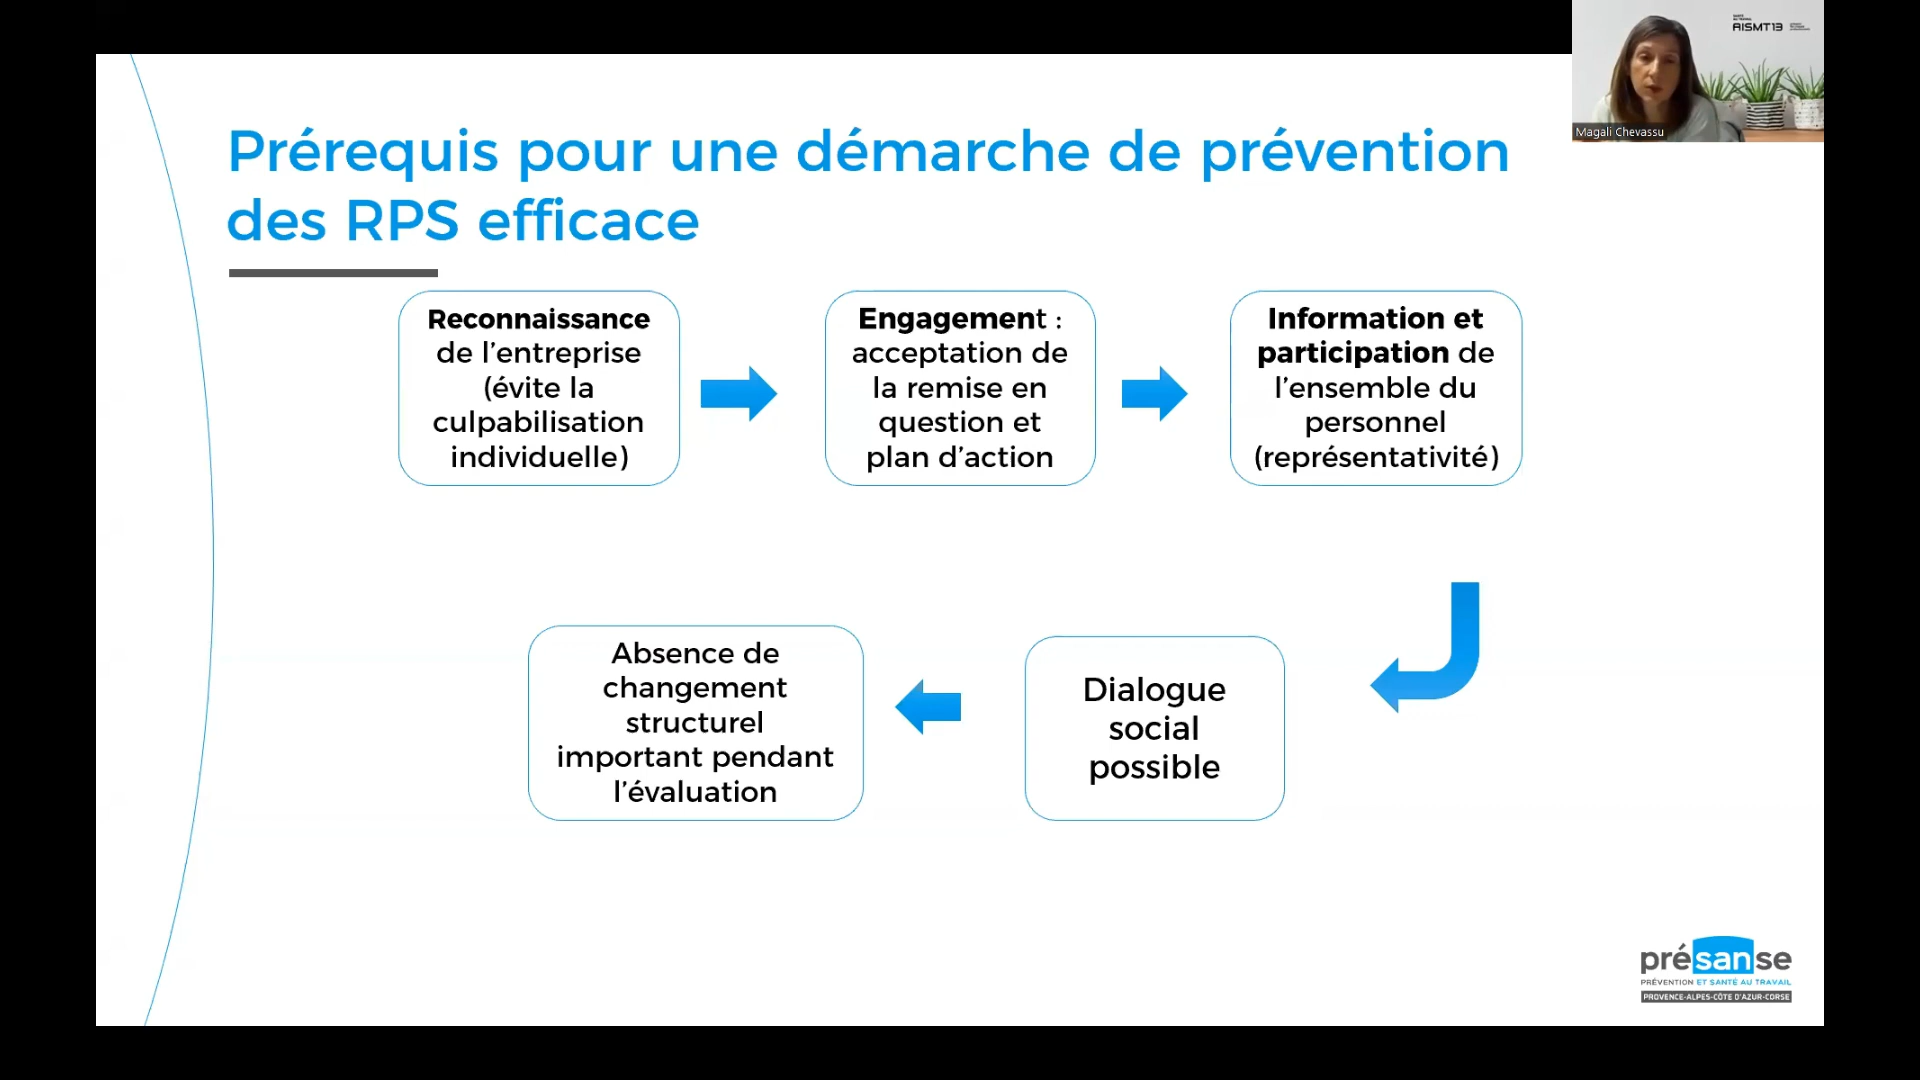 AISMT13
Magali Chevassu
Prérequis pour une démarche de prévention
des RPS efficace
Reconnaissance
de l’entreprise
(évite la
culpabilisation
individuelle)
Engagement :
acceptation de
la remise en
question et
plan d’action
Information et
participation de
l’ensemble du
personnel
(représentativité)
Dialogue
social
possible
Absence de
changement
structurel
important pendant
l’évaluation
présanse
PRÉVENTION ET SANTÉ AU TRAVAIL
PROVENCE-ALPES-CÔTE D’AZUR-CORSE